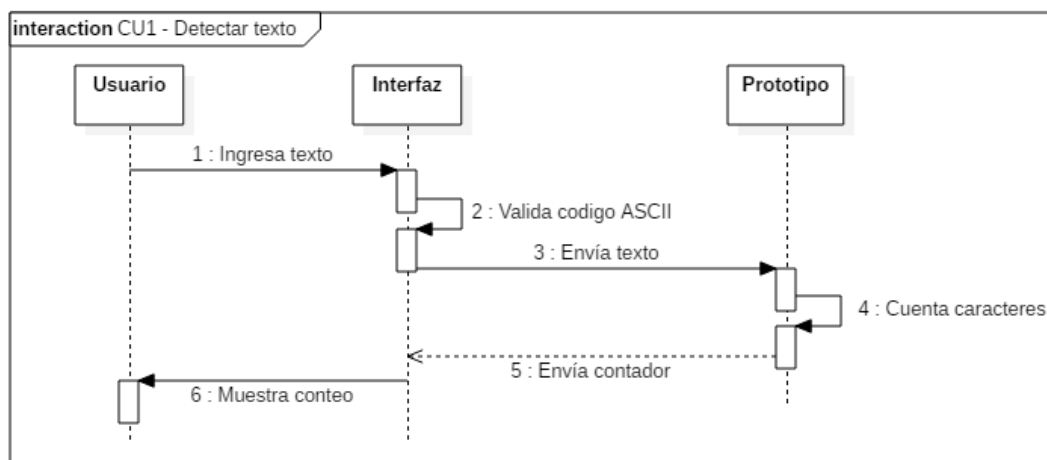 interaction CU1 - Detectar texto
Usuario
Interfaz
Prototipo
1 : Ingresa texto
2 : Valida codigo ASCII
3 : Envía texto
4 : Cuenta caracteres
5 : Envía contador
6 : Muestra conteo